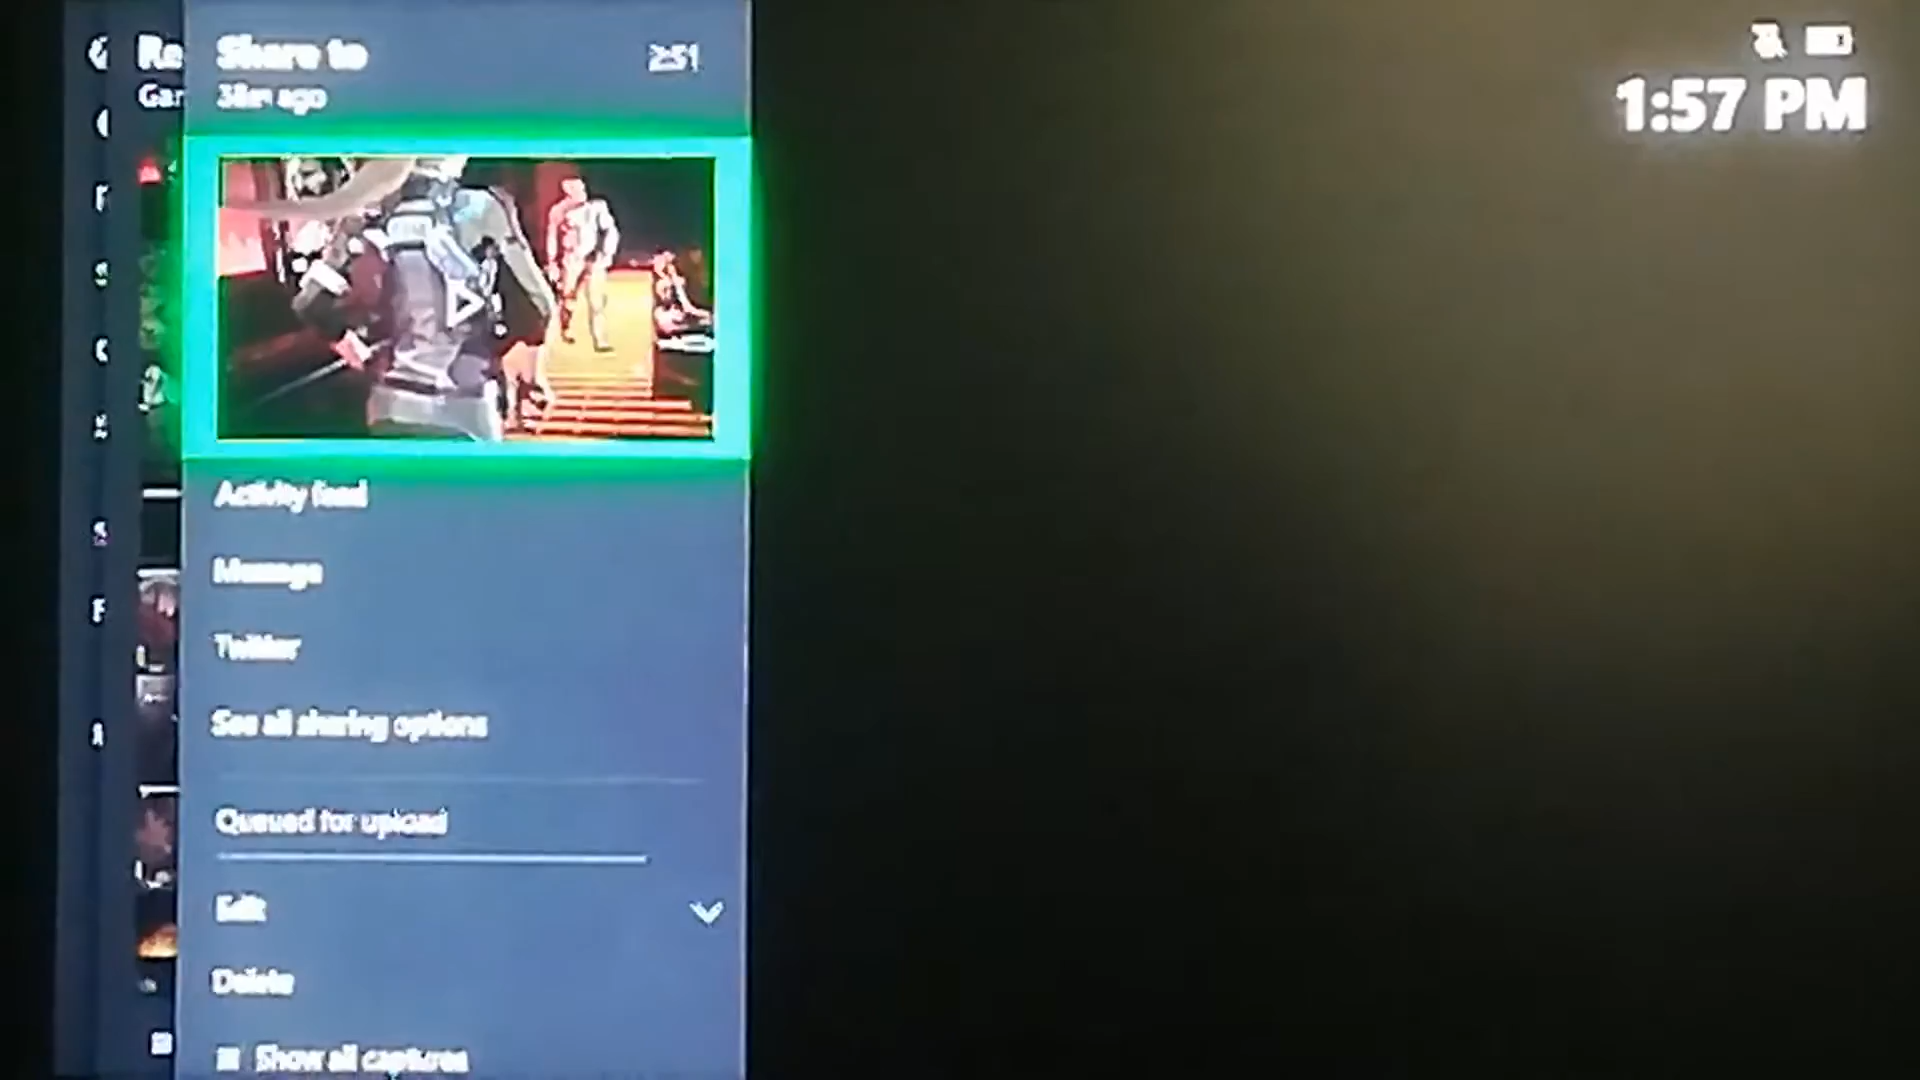 Share to
2:51
ago
1:57 PM
Activity feed
Message
Twitter
See all sharing options
Queued for upload
Edit
Delete
Show all captures